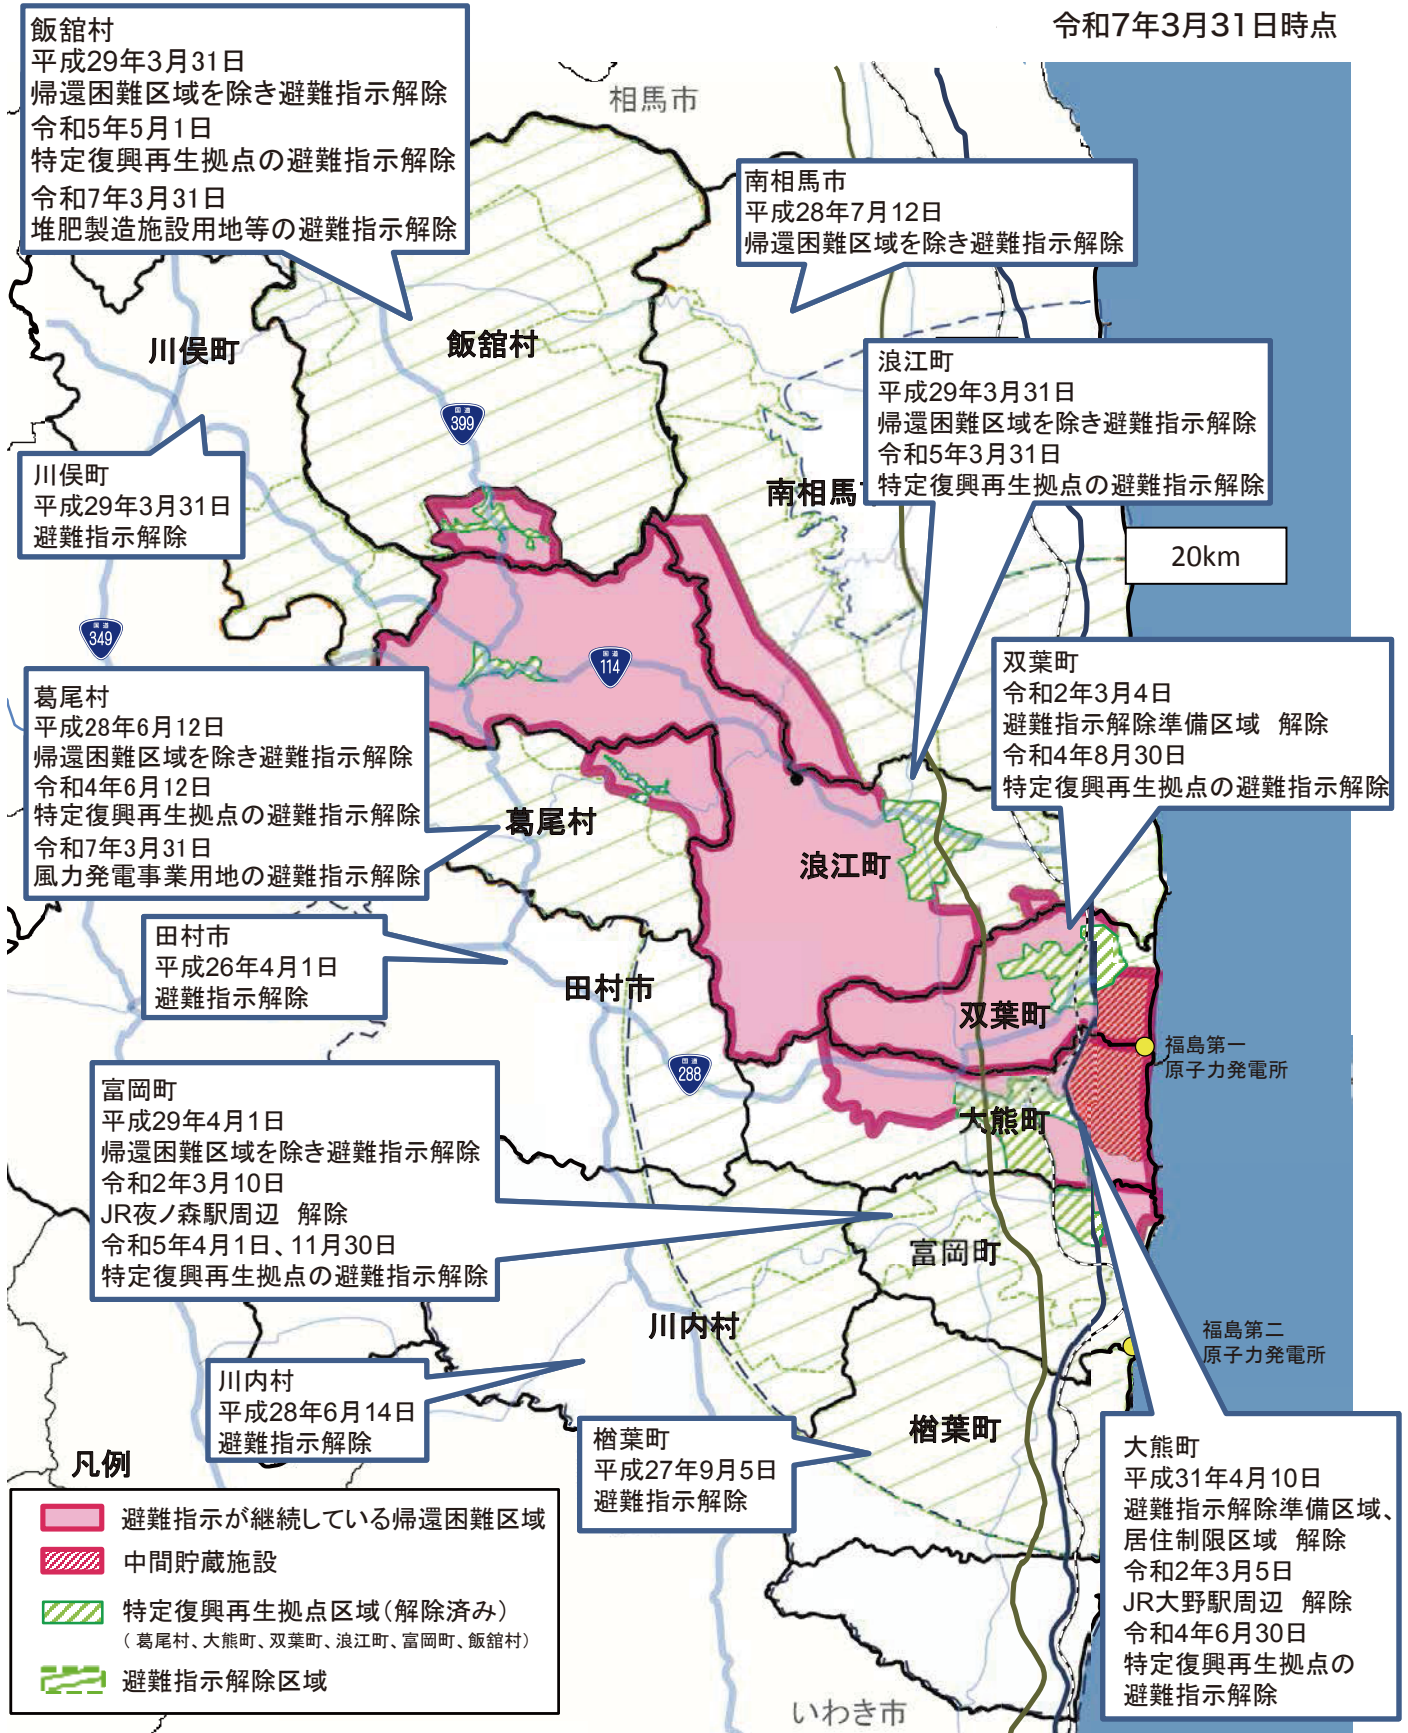 令和7年3月31日時点
飯舘村
平成29年3月31日
帰還困難区域を除き避難指示解除
令和5年5月1日
特定復興再生拠点の避難指示解除
令和7年3月31日
堆肥製造施設用地等の避難指示解除
相馬市
南相馬市
平成28年7月12日
帰還困難区域を除き避難指示解除
川俣町
飯舘村
浪江町
平成29年3月31日
帰還困難区域を除き避難指示解除
令和5年3月31日
特定復興再生拠点の避難指示解除
国道
399
川俣町
平成29年3月31日
避難指示解除
南相馬
20km
国道
349
国道
114
双葉町
令和2年3月4日
避難指示解除準備区域 解除
令和4年8月30日
特定復興再生拠点の避難指示解除
葛尾村
平成28年6月12日
帰還困難区域を除き避難指示解除
令和4年6月12日
特定復興再生拠点の避難指示解除
令和7年3月31日
風力発電事業用地の避難指示解除
葛尾村
浪江町
田村市
平成26年4月1日
避難指示解除
田村市
双葉町
福島第一
原子力発電所
国道
288
富岡町
平成29年4月1日
帰還困難区域を除き避難指示解除
令和2年3月10日
JR夜ノ森駅周辺 解除
令和5年4月1日、11月30日
特定復興再生拠点の避難指示解除
大熊町
富岡町
川内村
福島第二
原子力発電所
川内村
平成28年6月14日
避難指示解除
楢葉町
平成27年9月5日
避難指示解除
楢葉町
大熊町
平成31年4月10日
避難指示解除準備区域、
居住制限区域 解除
令和2年3月5日
JR大野駅周辺 解除
令和4年6月30日
特定復興再生拠点の
避難指示解除
凡例
避難指示が継続している帰還困難区域
中間貯蔵施設
特定復興再生拠点区域(解除済み)
(葛尾村、大熊町、双葉町、浪江町、富岡町、飯舘村)
避難指示解除区域
いわき市